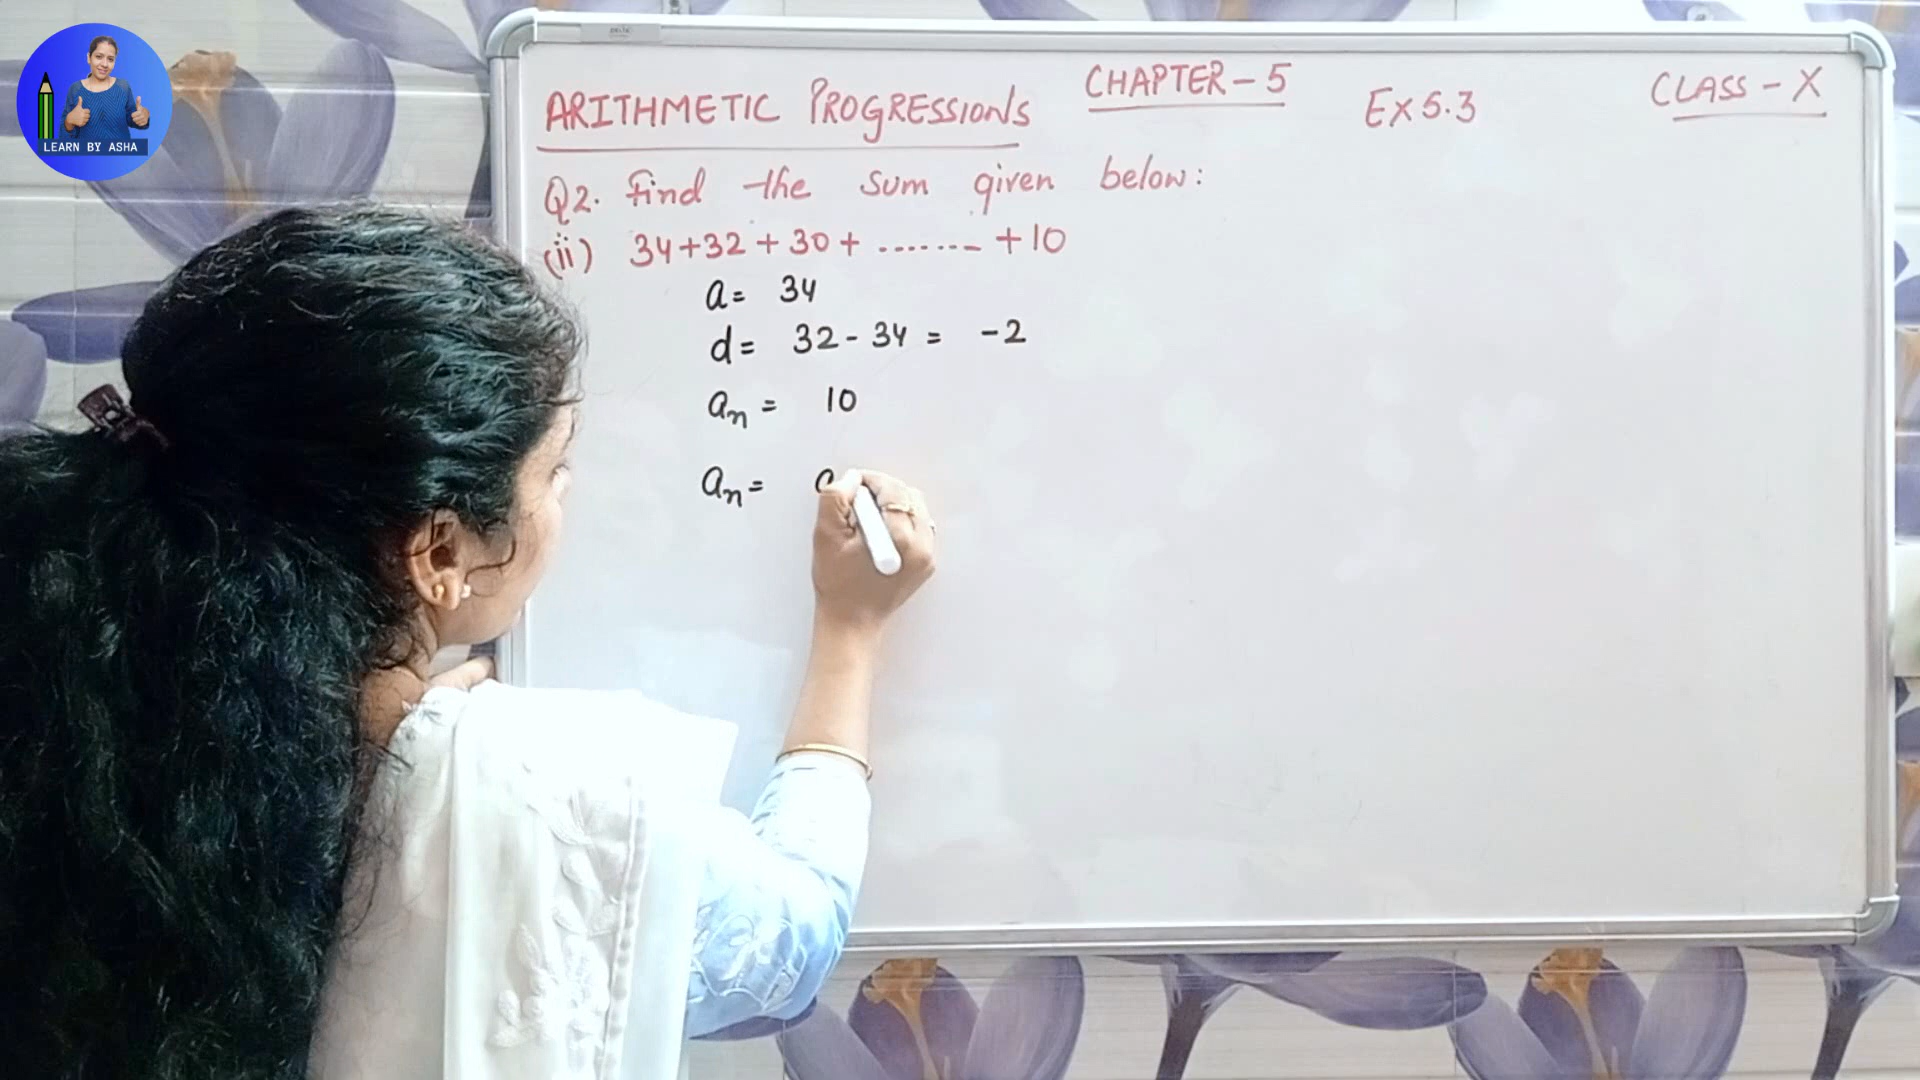 LEARN BY ASHA
ARITHMETIC PROGRESSIONS CHAPTER-5 Ex 5.3 CLASS-X
Q2. Find the sum given below:
(ii) 34+32+30+.......+10
a= 34
d= 32-34 = -2
aₙ = 10
aₙ = a